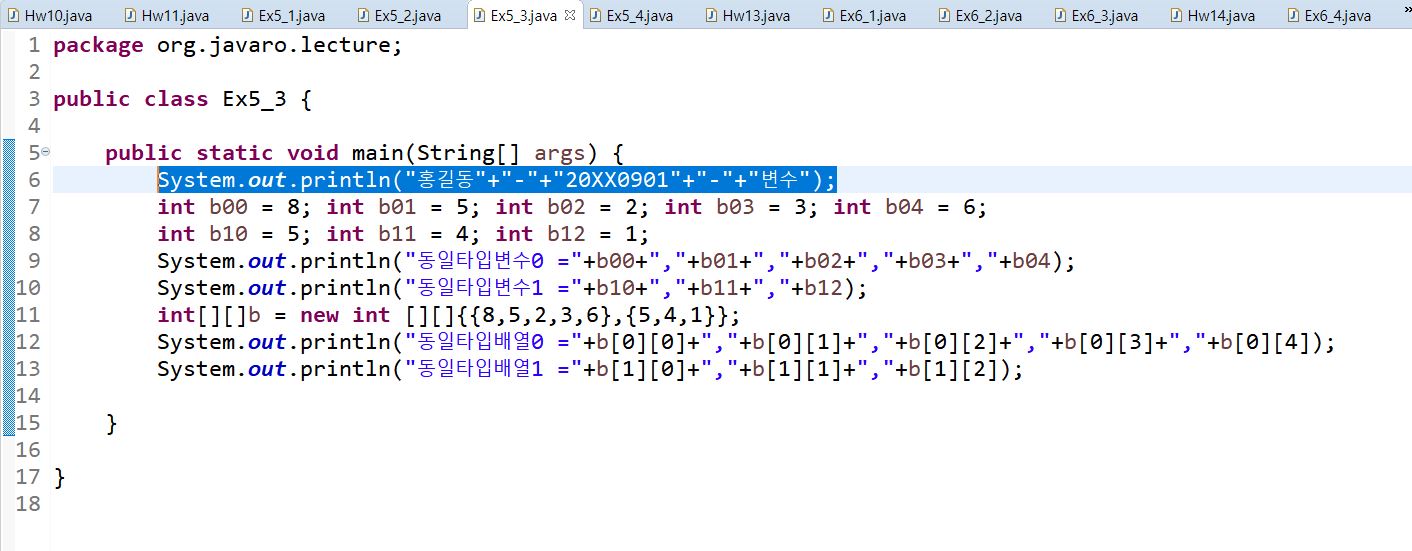 Hw10.java Hw11.java Ex5_1.java Ex5_2.java Ex5_3.java Ex5_4.java Hw13.java Ex6_1.java Ex6_2.java Ex6_3.java Hw14.java Ex6_4.java »
1 package org.javaro.lecture;
2
3 public class Ex5_3 {
4
5 public static void main(String[] args) {
6 System.out.println("홍길동"+"-"+"20XX0901"+"-"+"변수");
7 int b00 = 8; int b01 = 5; int b02 = 2; int b03 = 3; int b04 = 6;
8 int b10 = 5; int b11 = 4; int b12 = 1;
9 System.out.println("동일타입변수0 ="+b00+","+b01+","+b02+","+b03+","+b04);
10 System.out.println("동일타입변수1 ="+b10+","+b11+","+b12);
11 int[][]b = new int [][]{{8,5,2,3,6},{5,4,1}};
12 System.out.println("동일타입배열0 ="+b[0][0]+","+b[0][1]+","+b[0][2]+","+b[0][3]+","+b[0][4]);
13 System.out.println("동일타입배열1 ="+b[1][0]+","+b[1][1]+","+b[1][2]);
14
15 }
16
17 }
18